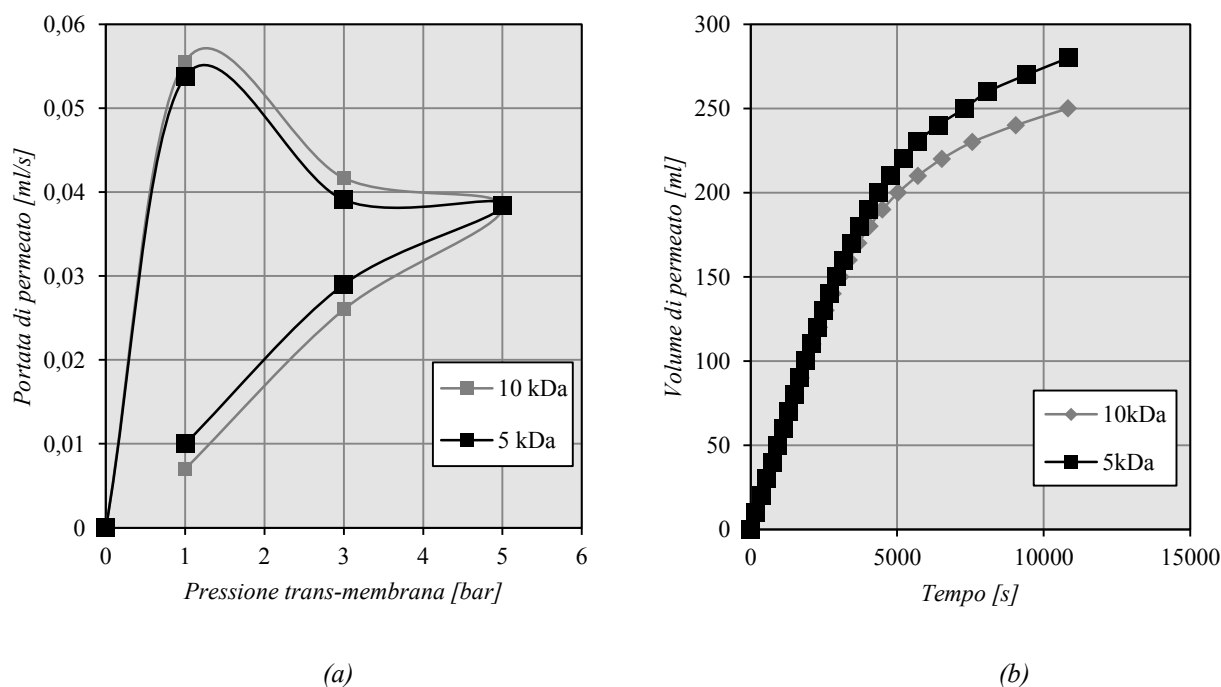 0,06
0,05
0,04
0,03
0,02
0,01
0
0 1 2 3 4 5 6
Portata di permeato [ml/s]
Pressione trans-membrana [bar]
10 kDa
5 kDa
(a)
300
250
200
150
100
50
0
0 5000 10000 15000
Volume di permeato [ml]
Tempo [s]
10kDa
5kDa
(b)